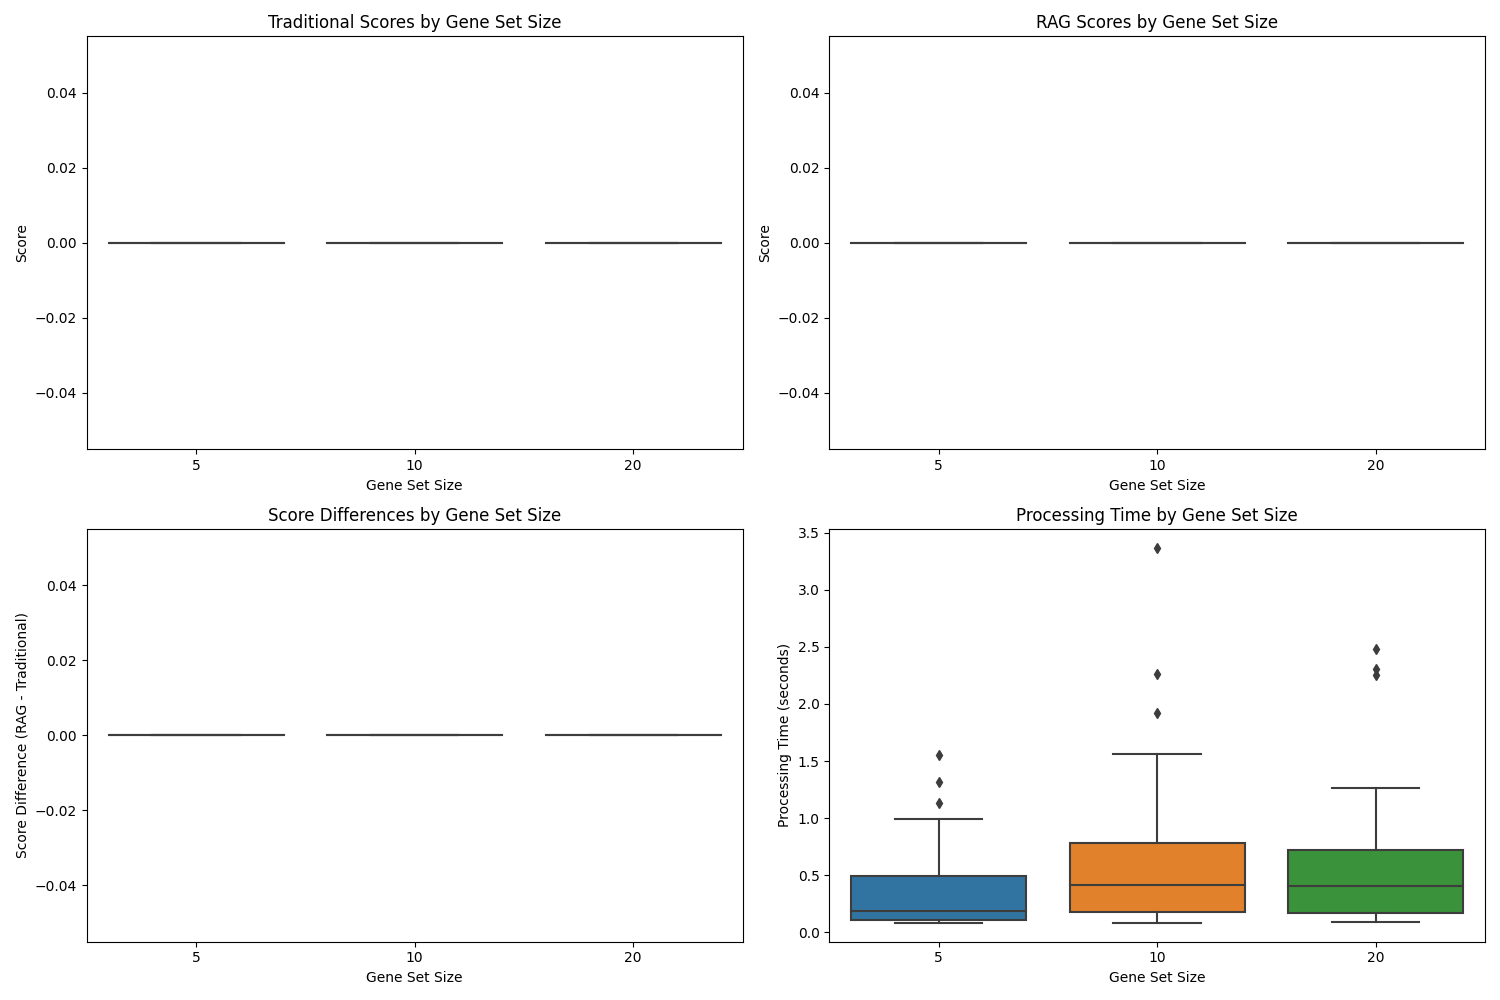 Traditional Scores by Gene Set Size
Score
0.04
0.02
0.00
−0.02
−0.04
5 10 20
Gene Set Size
RAG Scores by Gene Set Size
Score
0.04
0.02
0.00
−0.02
−0.04
5 10 20
Gene Set Size
Score Differences by Gene Set Size
Score Difference (RAG - Traditional)
0.04
0.02
0.00
−0.02
−0.04
5 10 20
Gene Set Size
Processing Time by Gene Set Size
Processing Time (seconds)
3.5
3.0
2.5
2.0
1.5
1.0
0.5
0.0
5 10 20
Gene Set Size